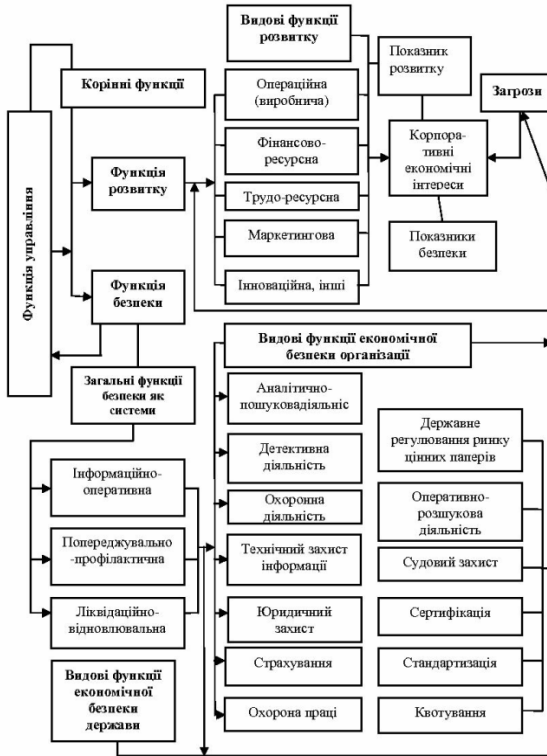 Видові функції
розвитку
Показник
розвитку
Корінні функції
Загрози
Операційна
(виробнича)
Фінансово-
ресурсна
Корпора-
тивні
економічні
інтереси
Функція
розвитку
Трудо-ресурсна
Маркетингова
Показники
безпеки
Інноваційна, інші
Функція управління
Функція
безпеки
Видові функції економічної
безпеки організації
Загальні функції
безпеки як
системи
Аналітично-
пошуковадіяльніс
Державне
регулювання ринку
цінних паперів
Детективна
діяльність
Інформаційно-
оперативна
Охоронна
діяльність
Оперативно-
розшукова
діяльність
Попереджувально
-профілактична
Технічний захист
інформації
Судовий захист
Ліквідаційно-
відновлювальна
Юридичний
захист
Сертифікація
Видові функції
економічної
безпеки
держави
Страхування
Стандартизація
Охорона праці
Квотування